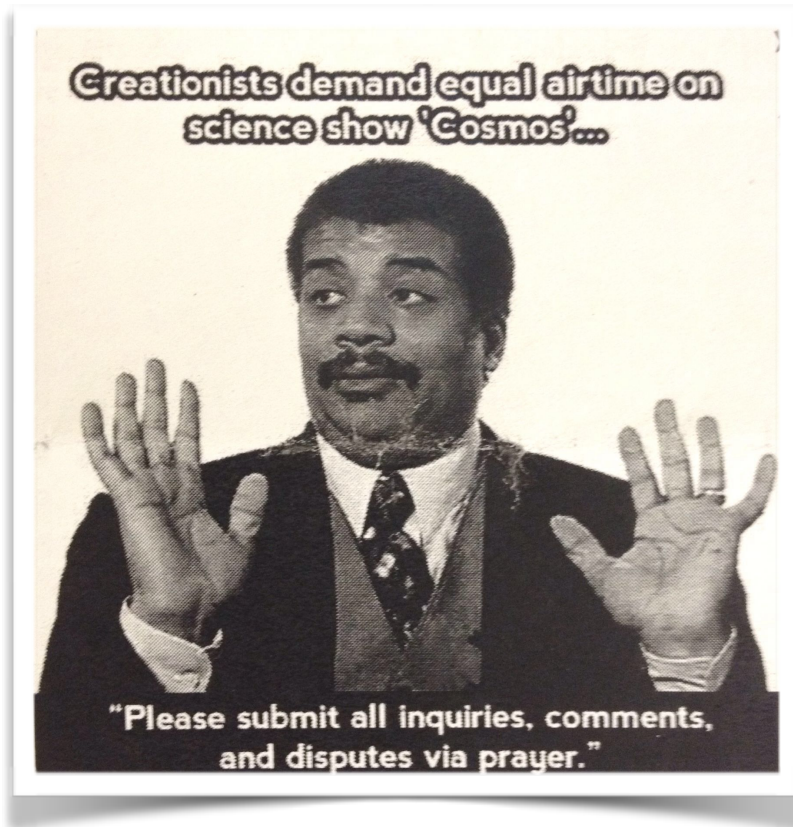 Creationists demand equal airtime on
science show 'Cosmos'...
"Please submit all inquiries, comments,
and disputes via prayer."